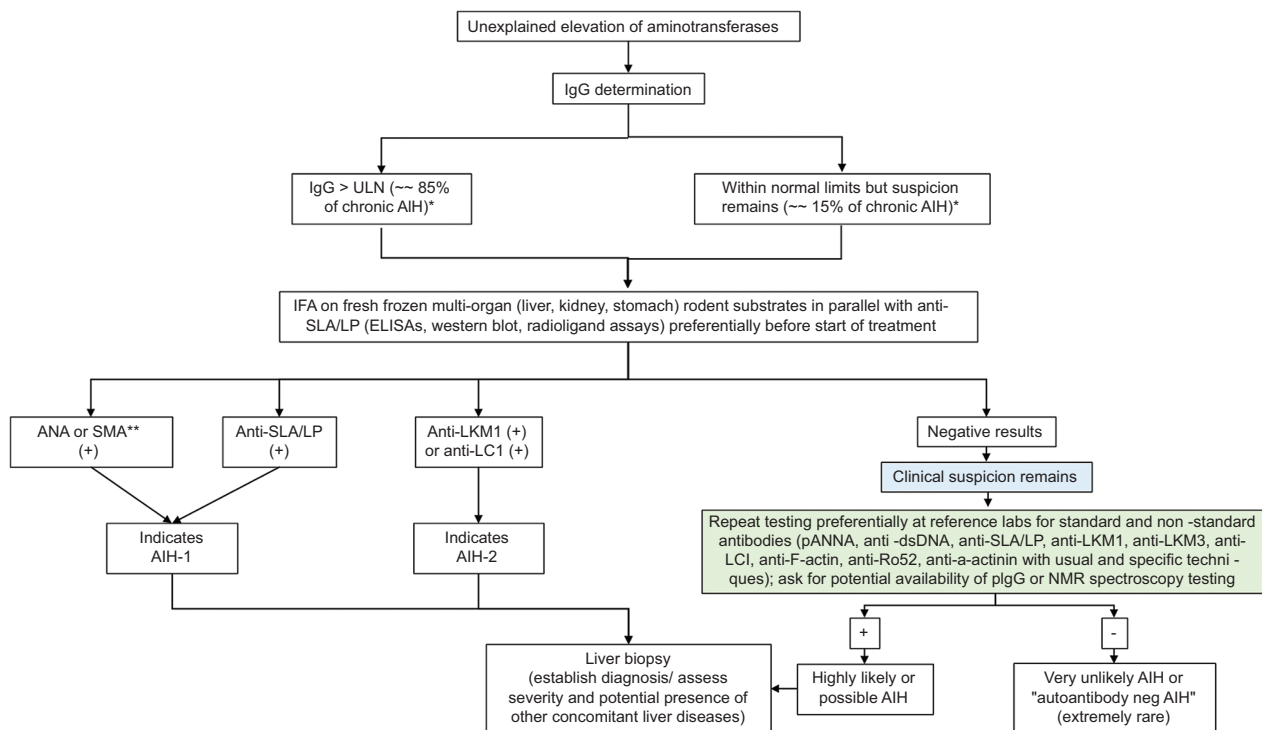 Unexplained elevation of aminotransferases
IgG determination
IgG > ULN (~~ 85%
of chronic AIH)*
Within normal limits but suspicion
remains (~~ 15% of chronic AIH)*
IFA on fresh frozen multi-organ (liver, kidney, stomach) rodent substrates in parallel with anti-
SLA/LP (ELISAs, western blot, radioligand assays) preferentially before start of treatment
ANA or SMA**
(+)
Anti-SLA/LP
(+)
Anti-LKM1 (+)
or anti-LC1 (+)
Negative results
Clinical suspicion remains
Indicates
AIH-1
Indicates
AIH-2
Repeat testing preferentially at reference labs for standard and non -standard
antibodies (pANNA, anti -dsDNA, anti-SLA/LP, anti-LKM1, anti-LKM3, anti-
LCI, anti-F-actin, anti-Ro52, anti-a-actinin with usual and specific techni -
ques); ask for potential availability of pIgG or NMR spectroscopy testing
+
-
Liver biopsy
(establish diagnosis/ assess
severity and potential presence of
other concomitant liver diseases)
Highly likely or
possible AIH
Very unlikely AIH or
"autoantibody neg AIH"
(extremely rare)